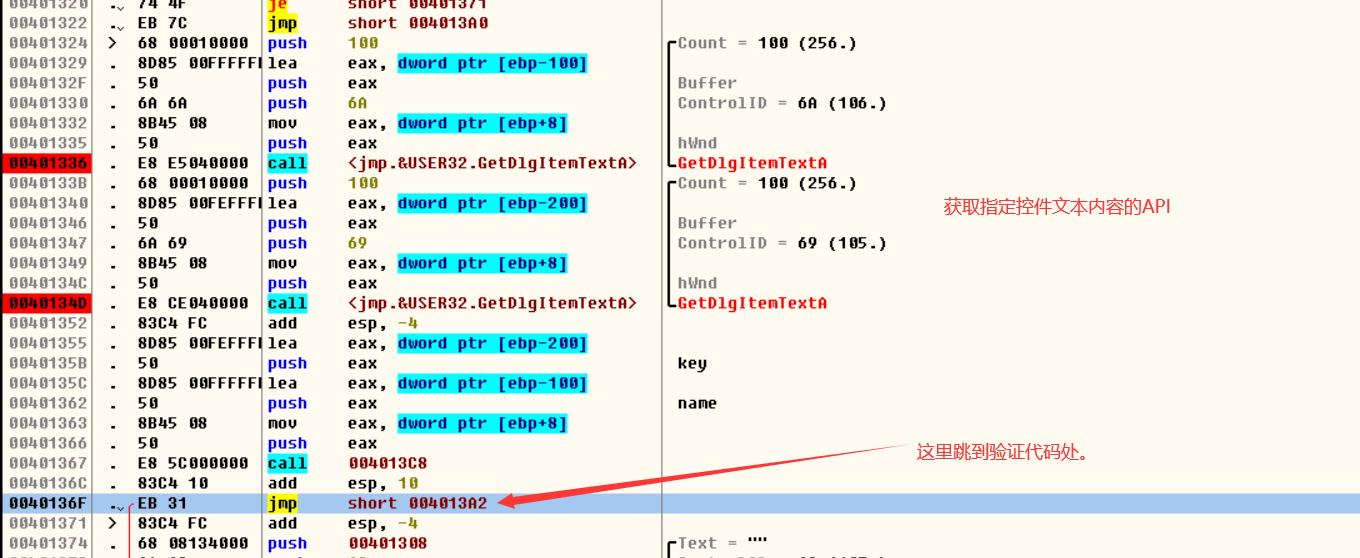 00401320 . 74 4F je short 00401371
00401322 . EB 7C jmp short 004013A0
00401324 > 68 00010000 push 100 Count = 100 (256.)
00401329 . 8D85 00FFFFF lea eax, dword ptr [ebp-100]
0040132F . 50 push eax Buffer
00401330 . 6A 6A push 6A ControlID = 6A (106.)
00401332 . 8B45 08 mov eax, dword ptr [ebp+8]
00401335 . 50 push eax hWnd
00401336 . E8 E5040000 call <jmp.&USER32.GetDlgItemTextA> GetDlgItemTextA
0040133B . 68 00010000 push 100 Count = 100 (256.)
00401340 . 8D85 00FEFFF lea eax, dword ptr [ebp-200]
获取指定控件文本内容的API
00401346 . 50 push eax Buffer
00401347 . 6A 69 push 69 ControlID = 69 (105.)
00401349 . 8B45 08 mov eax, dword ptr [ebp+8]
0040134C . 50 push eax hWnd
0040134D . E8 CE040000 call <jmp.&USER32.GetDlgItemTextA> GetDlgItemTextA
00401352 . 83C4 FC add esp, -4
00401355 . 8D85 00FEFFF lea eax, dword ptr [ebp-200]
0040135B . 50 push eax key
0040135C . 8D85 00FFFFF lea eax, dword ptr [ebp-100]
00401362 . 50 push eax name
00401363 . 8B45 08 mov eax, dword ptr [ebp+8]
00401366 . 50 push eax
这里跳到验证代码处。
00401367 . E8 5C000000 call 004013C8
0040136C . 83C4 10 add esp, 10
0040136F . EB 31 jmp short 004013A2
00401371 > 83C4 FC add esp, -4
00401374 . 68 08134000 push 00401308 Text = ""